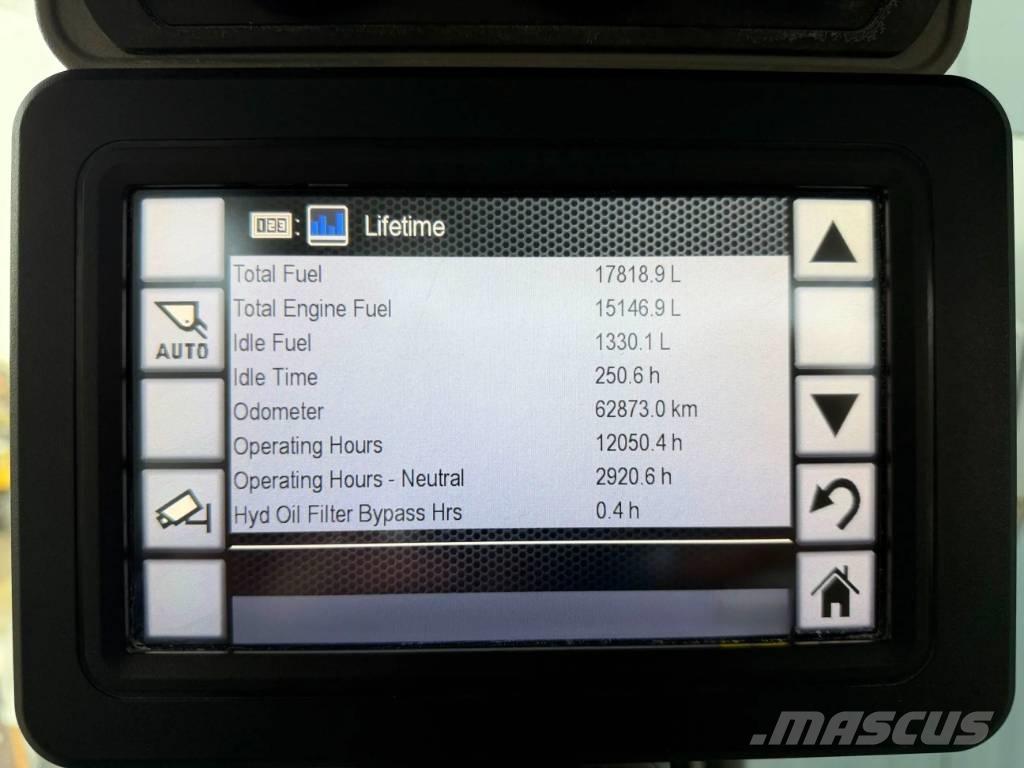 123 : Lifetime
Total Fuel 17818.9 L
Total Engine Fuel 15146.9 L
Idle Fuel 1330.1 L
Idle Time 250.6 h
Odometer 62873.0 km
Operating Hours 12050.4 h
Operating Hours - Neutral 2920.6 h
Hyd Oil Filter Bypass Hrs 0.4 h
AUTO
.MASCUS